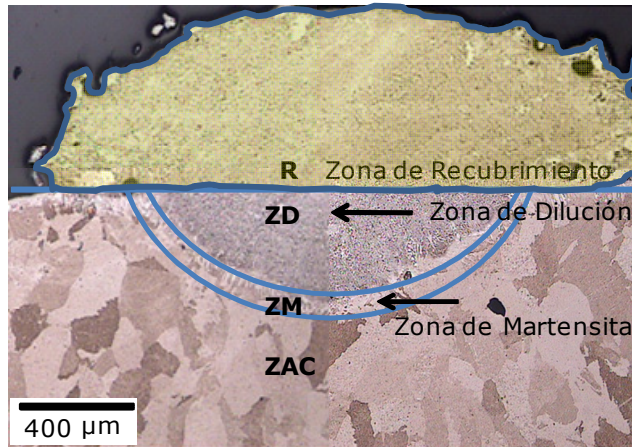 R Zona de Recubrimiento
ZD Zona de Dilución
ZM
Zona de Martensita
ZAC
400 µm